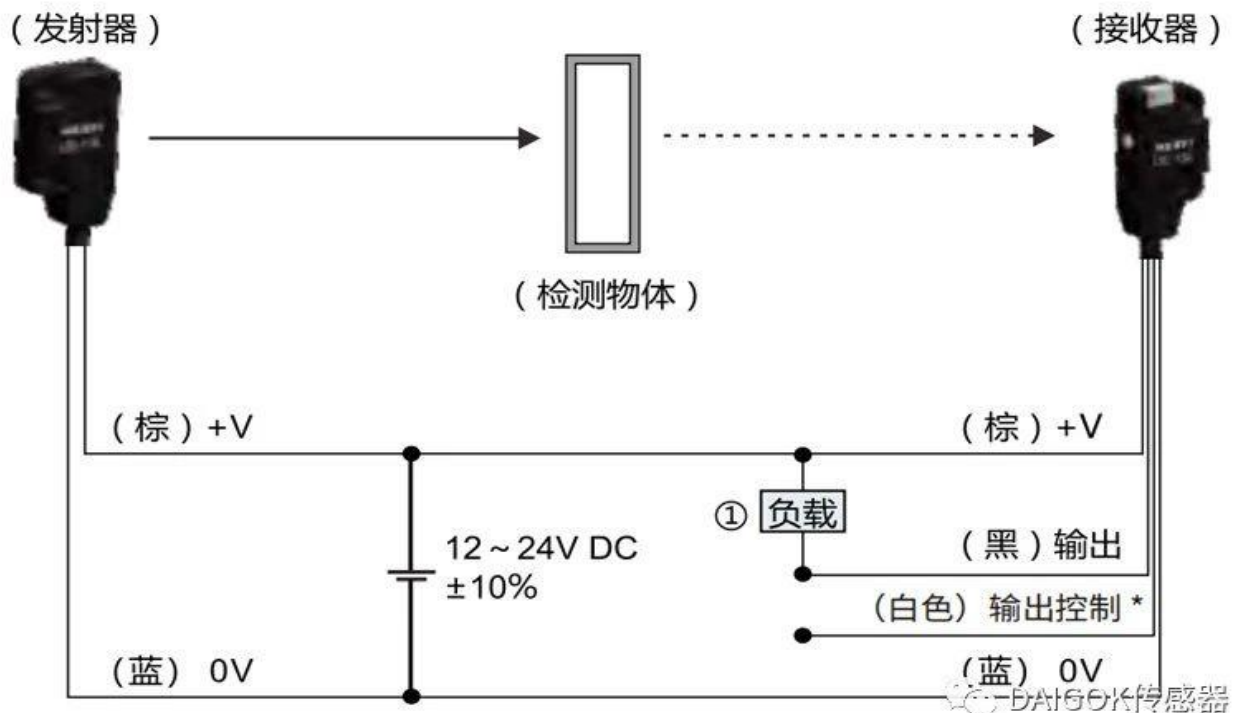 （发射器）
（接收器）
（检测物体）
（棕）+V
（棕）+V
① 负载
12～24V DC
±10%
（黑）输出
（白色）输出控制 *
（蓝） 0V
（蓝） 0V
DAIGOK传感器